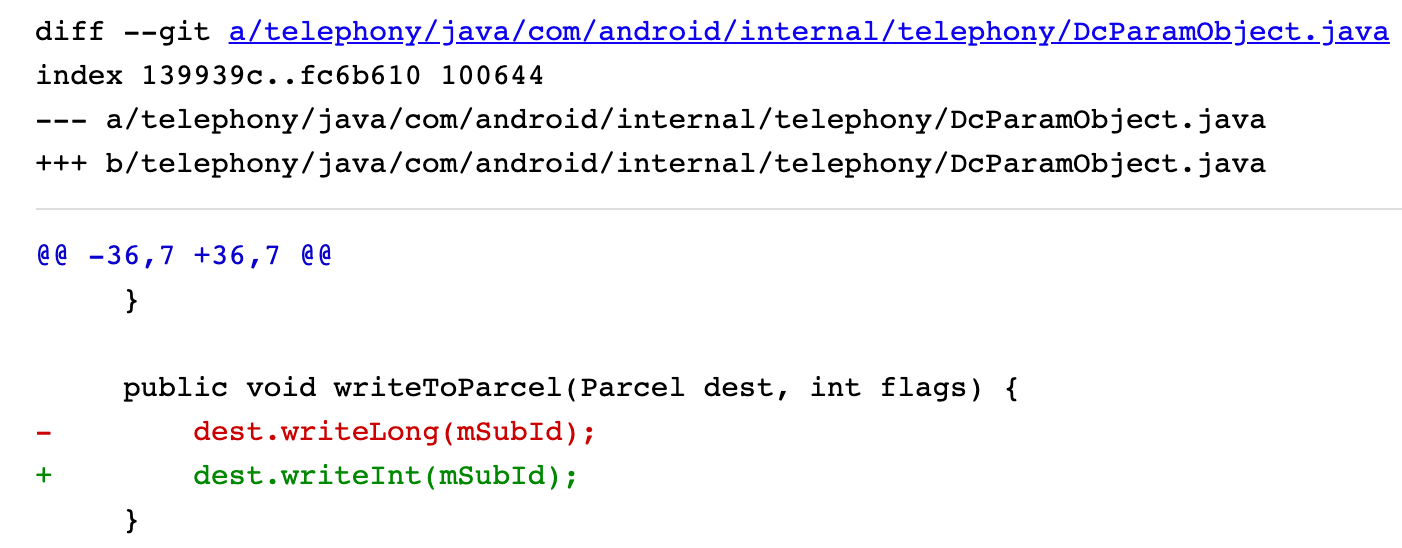 diff --git a/telephony/java/com/android/internal/telephony/DcParamObject.java
index 139939c..fc6b610 100644
--- a/telephony/java/com/android/internal/telephony/DcParamObject.java
+++ b/telephony/java/com/android/internal/telephony/DcParamObject.java
@@ -36,7 +36,7 @@
     }
     public void writeToParcel(Parcel dest, int flags) {
-        dest.writeLong(mSubId);
+        dest.writeInt(mSubId);
     }